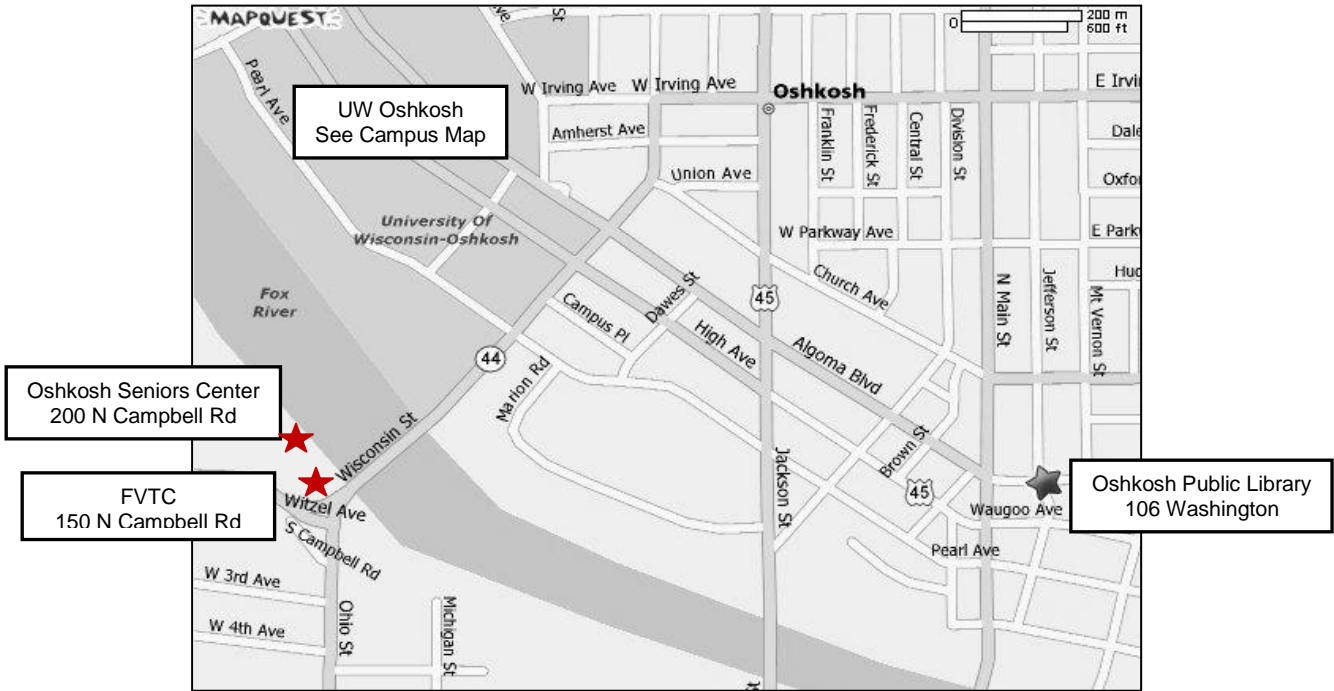 MAPQUEST
200 m
600 ft
Ave
St
Pearl Ave
W Irving Ave
W Irving Ave
Oshkosh
E Irvi
UW Oshkosh
See Campus Map
Amherst Ave
Franklin St
Frederick St
Central St
Division St
Dale
Union Ave
Oxfo
University Of
Wisconsin-Oshkosh
W Parkway Ave
E Park
Church Ave
Hud
Fox
River
N Main St
Jefferson St
Mt Vernon St
45
Dawes St
Campus Pl
High Ave
Algoma Blvd
44
Marion Rd
Oshkosh Seniors Center
200 N Campbell Rd
Wisconsin St
Jackson St
Brown St
45
Oshkosh Public Library
106 Washington
FVTC
150 N Campbell Rd
Witzel Ave
Waugoo Ave
S Campbell Rd
Pearl Ave
W 3rd Ave
W 4th Ave
Ohio St
Michigan St